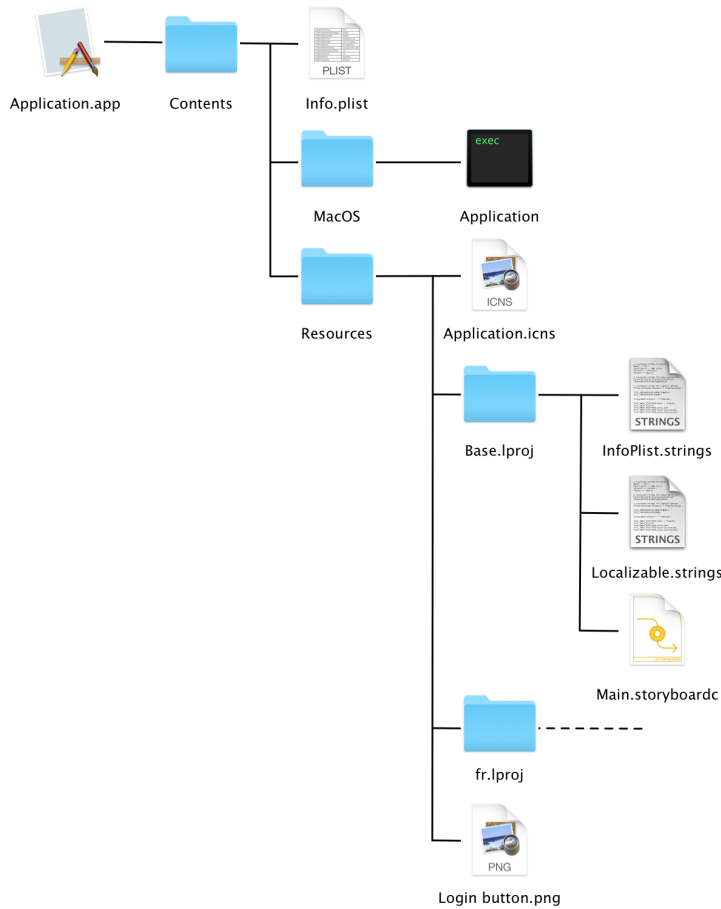 Application.app
Contents
PLIST
Info.plist
MacOS
exec
Application
Resources
ICNS
Application.icns
Base.lproj
STRINGS
InfoPlist.strings
STRINGS
Localizable.strings
Main.storyboardc
fr.lproj
PNG
Login button.png